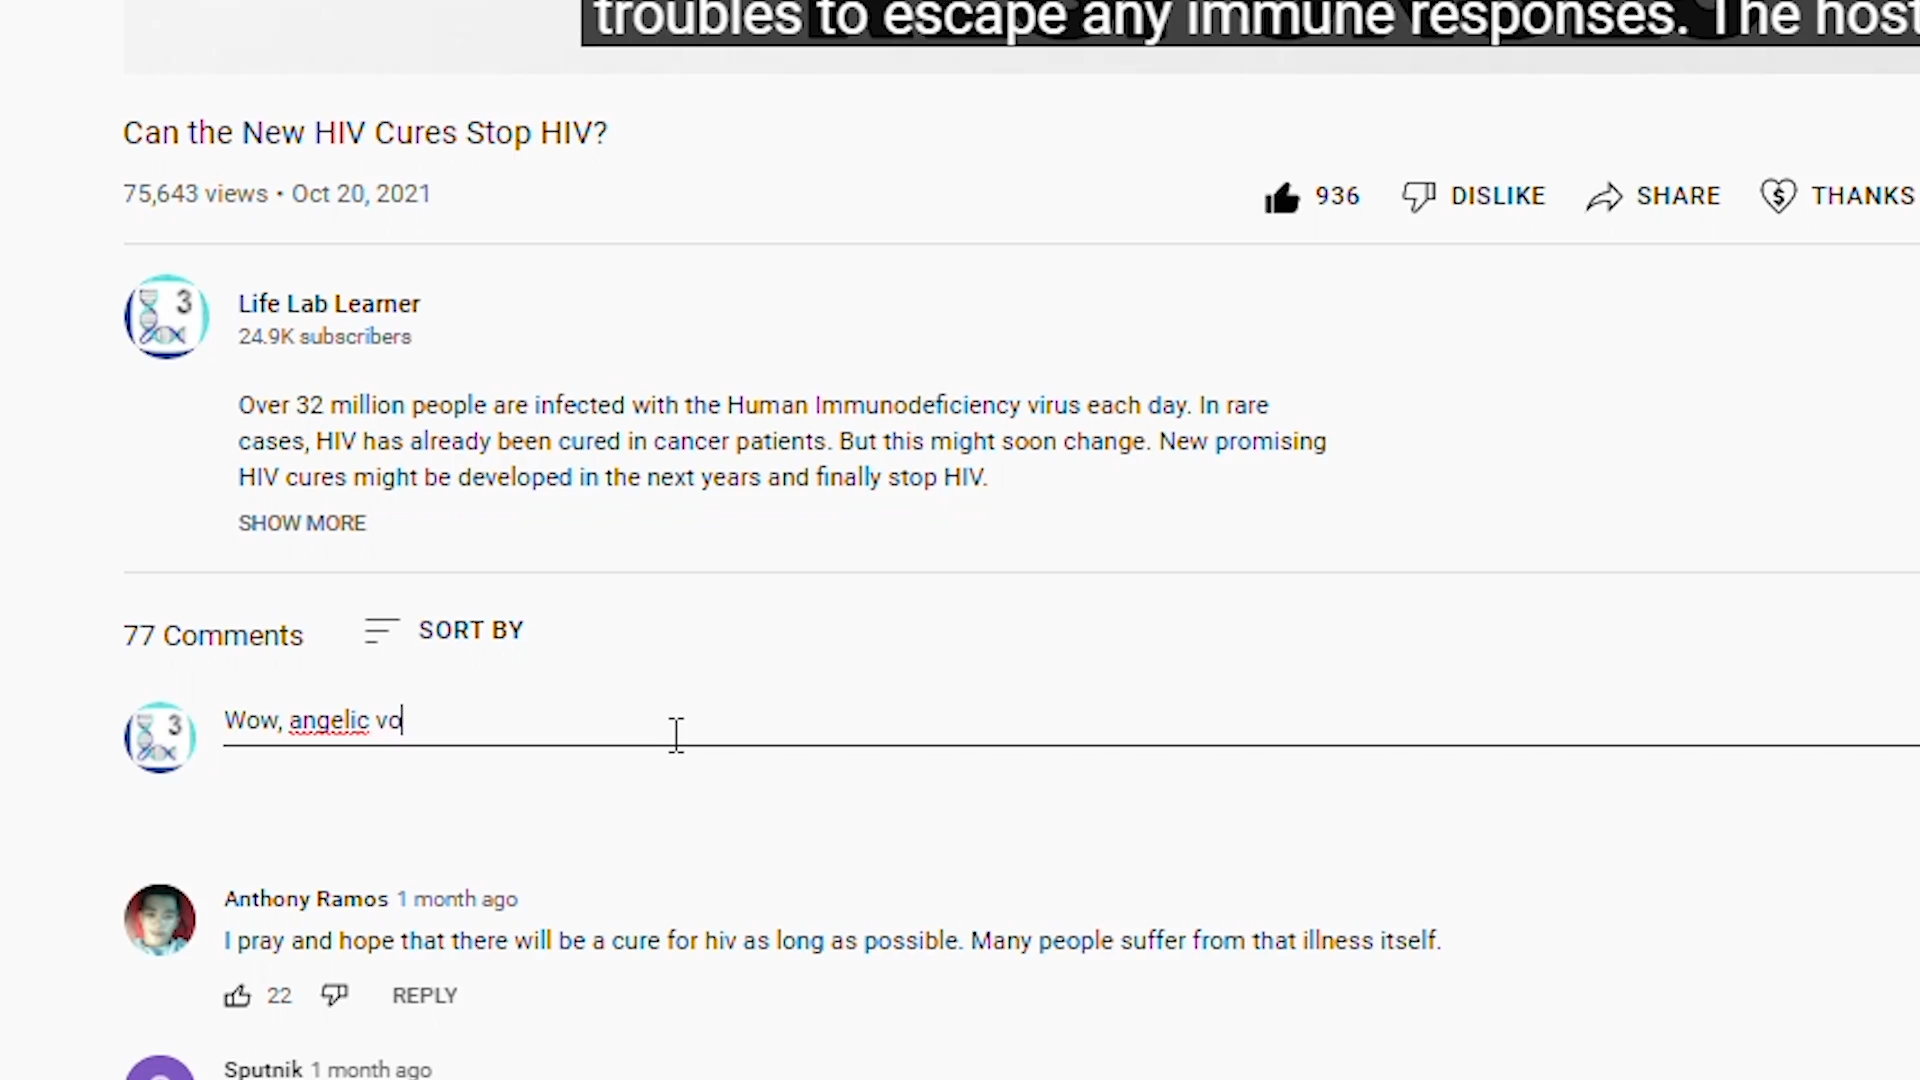 troubles to escape any immune responses. The host
Can the New HIV Cures Stop HIV?
75,643 views • Oct 20, 2021
936 DISLIKE SHARE THANKS
3
Life Lab Learner
24.9K subscribers
Over 32 million people are infected with the Human Immunodeficiency virus each day. In rare
cases, HIV has already been cured in cancer patients. But this might soon change. New promising
HIV cures might be developed in the next years and finally stop HIV.
SHOW MORE
77 Comments SORT BY
3
Wow, angelic vo
Anthony Ramos 1 month ago
I pray and hope that there will be a cure for hiv as long as possible. Many people suffer from that illness itself.
22 REPLY
Sputnik 1 month ago